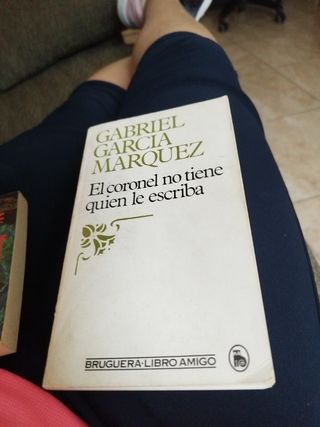 GABRIEL
GARCIA
MARQUEZ
El coronel no tiene
quien le escriba
BRUGUERA·LIBRO AMIGO